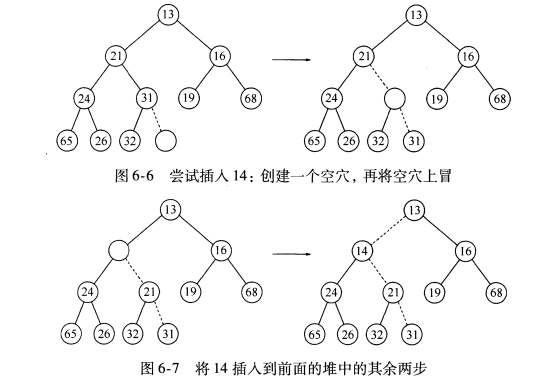 13 13
21 16 21 16
24 31 19 68 24 19 68
65 26 32 65 26 32 31
图 6-6 尝试插入 14：创建一个空穴，再将空穴上冒
13 13
16 14 16
24 21 19 68 24 21 19 68
65 26 32 31 65 26 32 31
图 6-7 将 14 插入到前面的堆中的其余两步